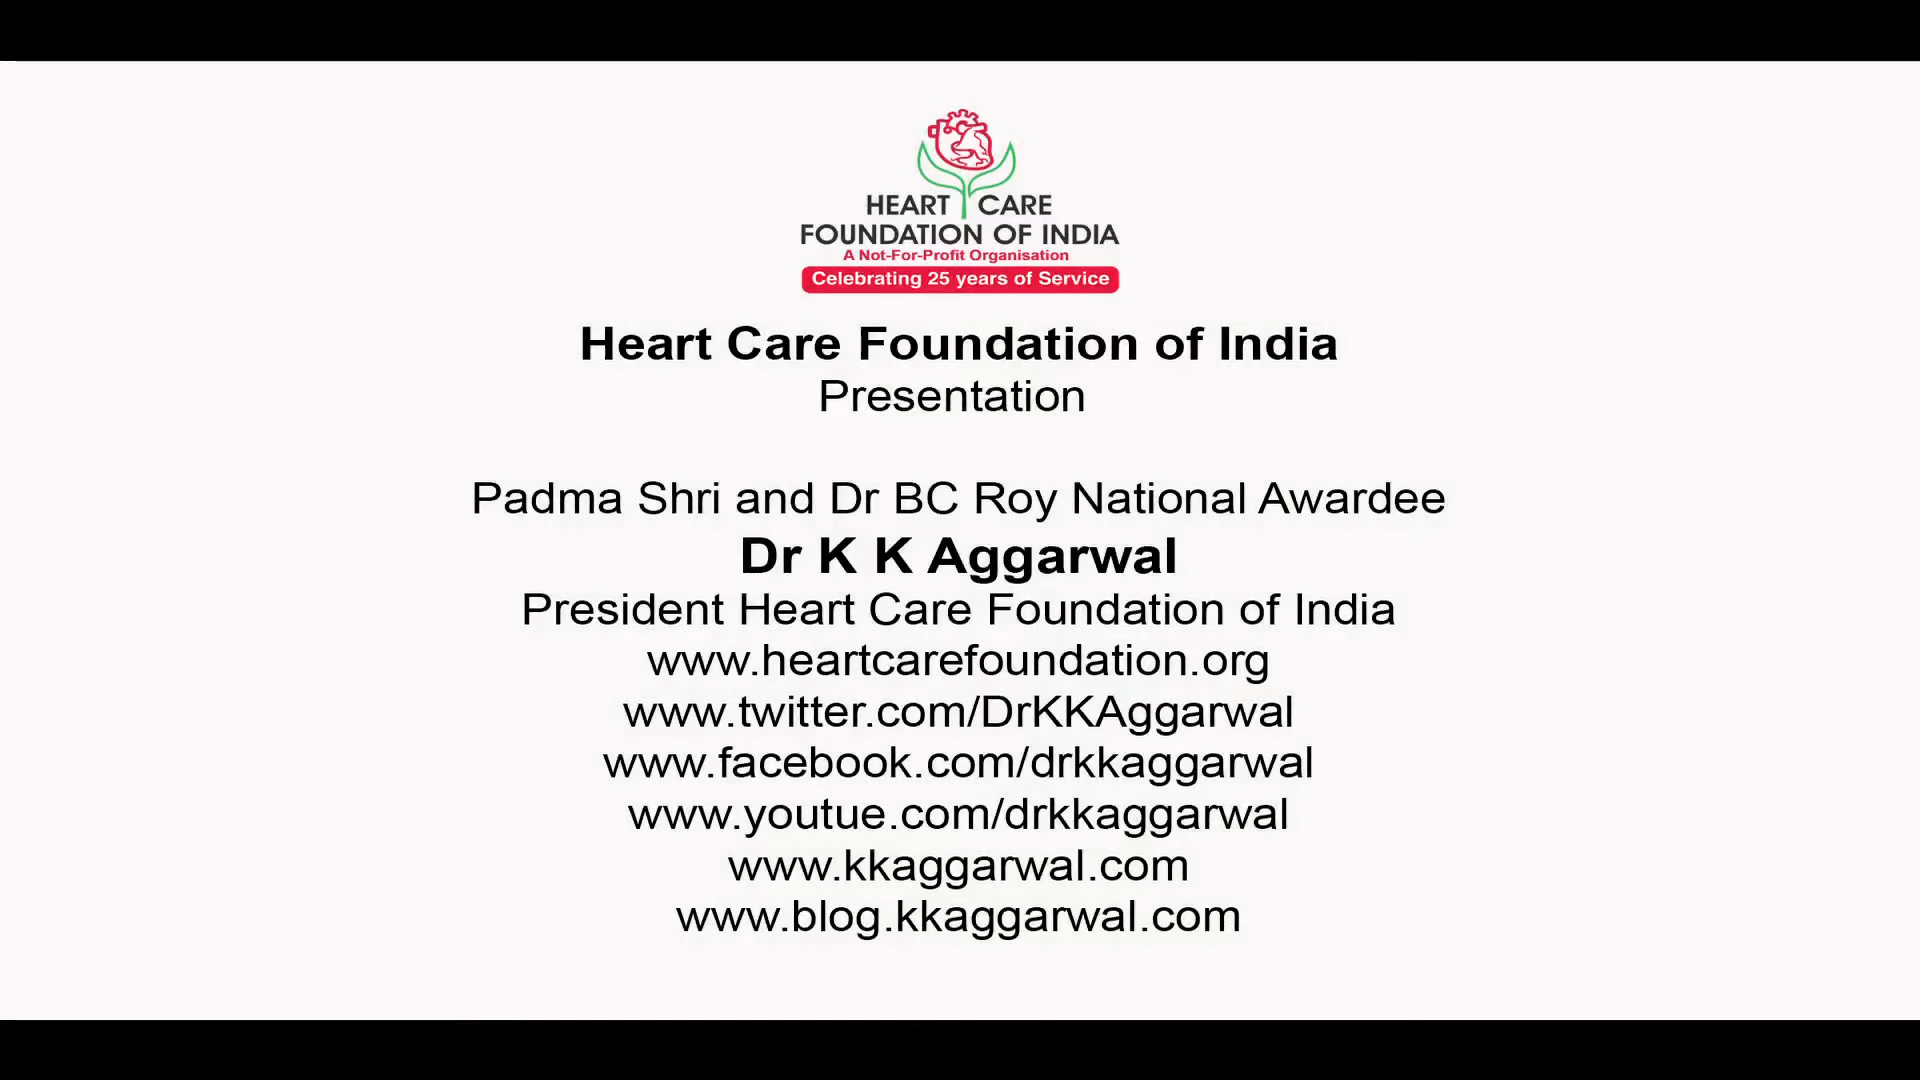 HEART CARE
FOUNDATION OF INDIA
A Not-For-Profit Organisation
Celebrating 25 years of Service
Heart Care Foundation of India
Presentation
Padma Shri and Dr BC Roy National Awardee
Dr K K Aggarwal
President Heart Care Foundation of India
www.heartcarefoundation.org
www.twitter.com/DrKKAggarwal
www.facebook.com/drkkaggarwal
www.youtue.com/drkkaggarwal
www.kkaggarwal.com
www.blog.kkaggarwal.com